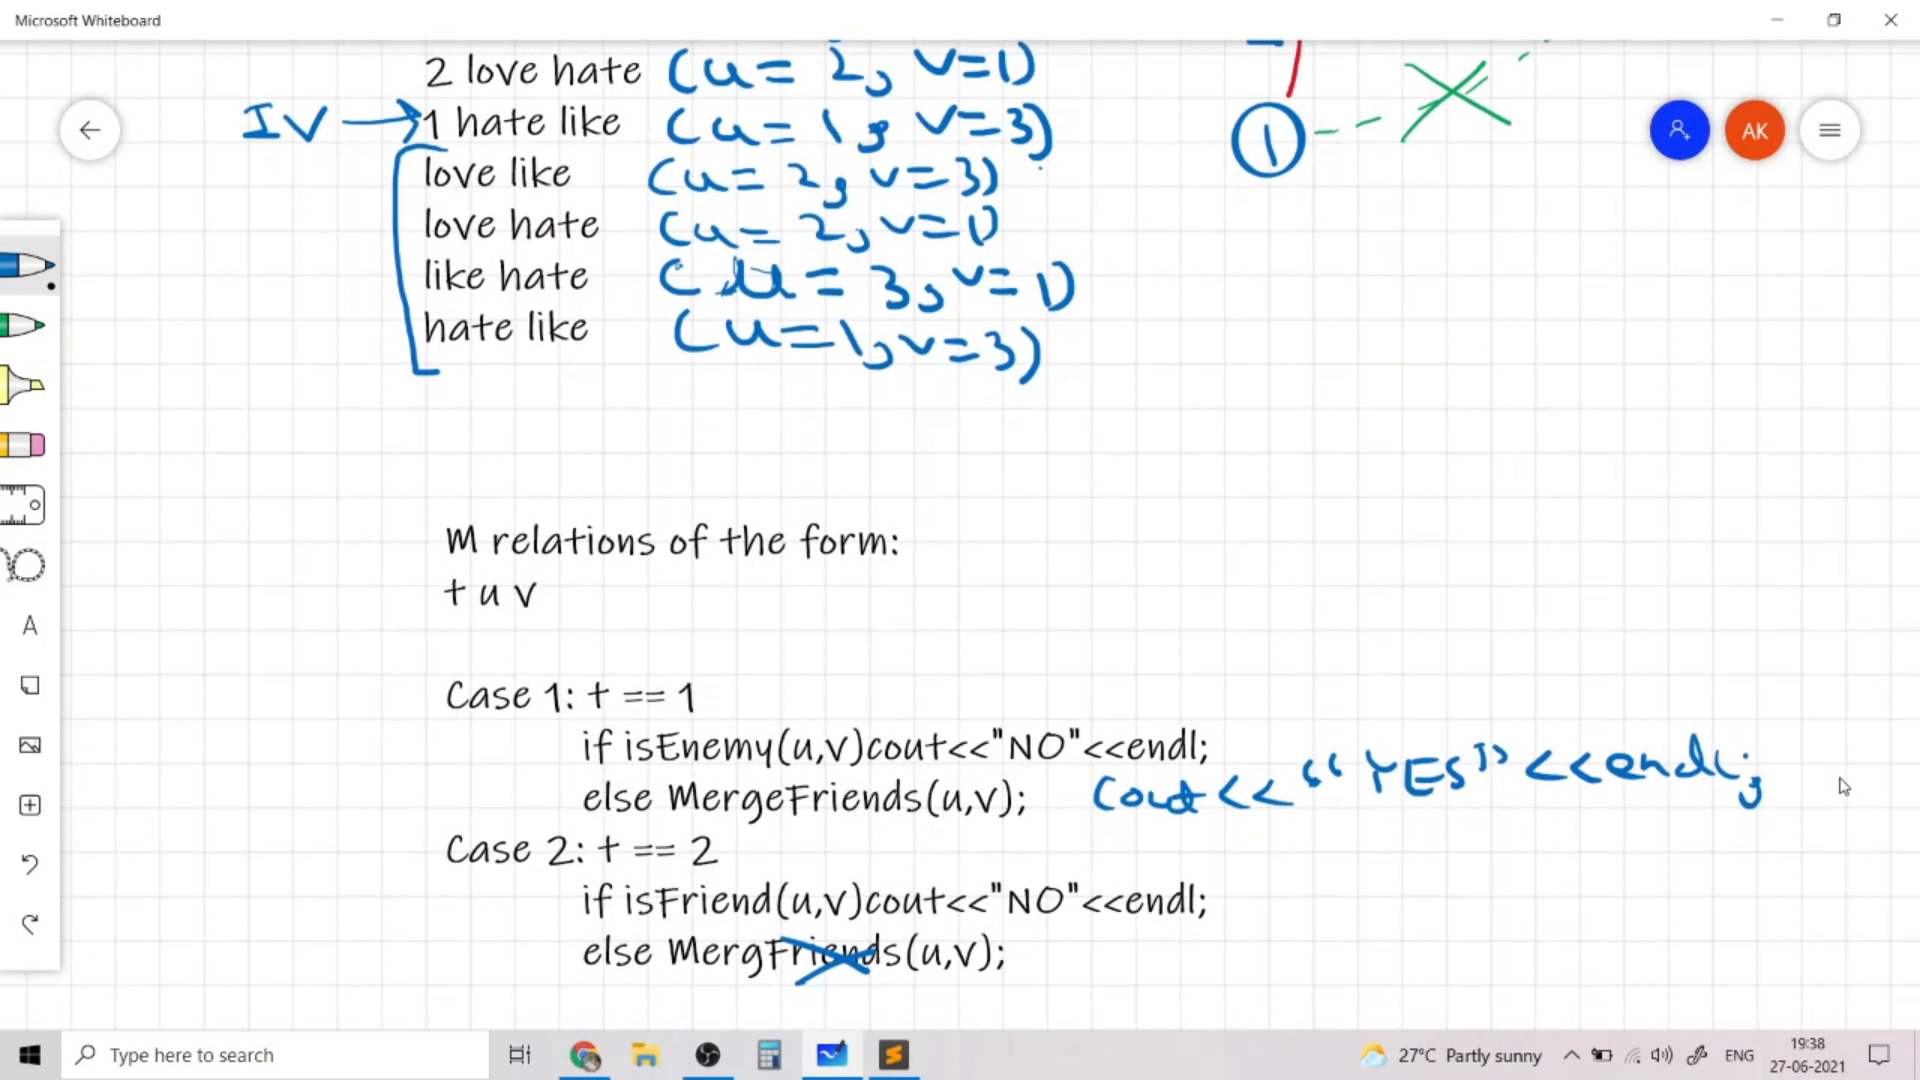 Microsoft Whiteboard
2 love hate (u = 2, v=1)
IV → 1 hate like (u = 1, v=3)
love like (u = 2, v=3)
love hate (u = 2, v=1)
like hate (u = 3, v=1)
hate like (u=1, v=3)
1
AK
A
M relations of the form:
t u v
Case 1: t == 1
if isEnemy(u,v)cout<<"NO"<<endl;
else MergeFriends(u,v); Cout<<"YES"<<endl;
Case 2: t == 2
if isFriend(u,v)cout<<"NO"<<endl;
else MergFriends(u,v);
Type here to search
27°C Partly sunny
ENG
19:38
27-06-2021